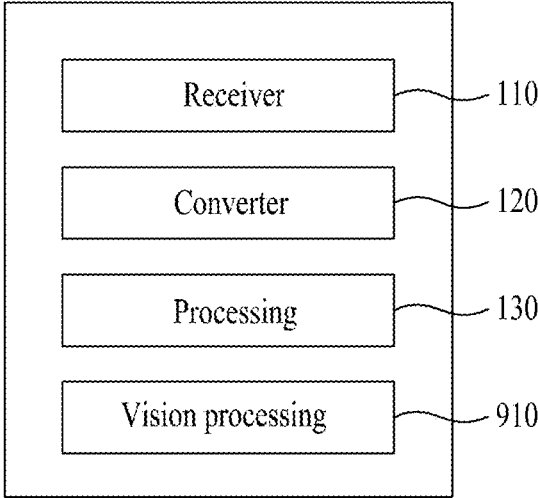 Receiver 110
Converter 120
Processing 130
Vision processing 910